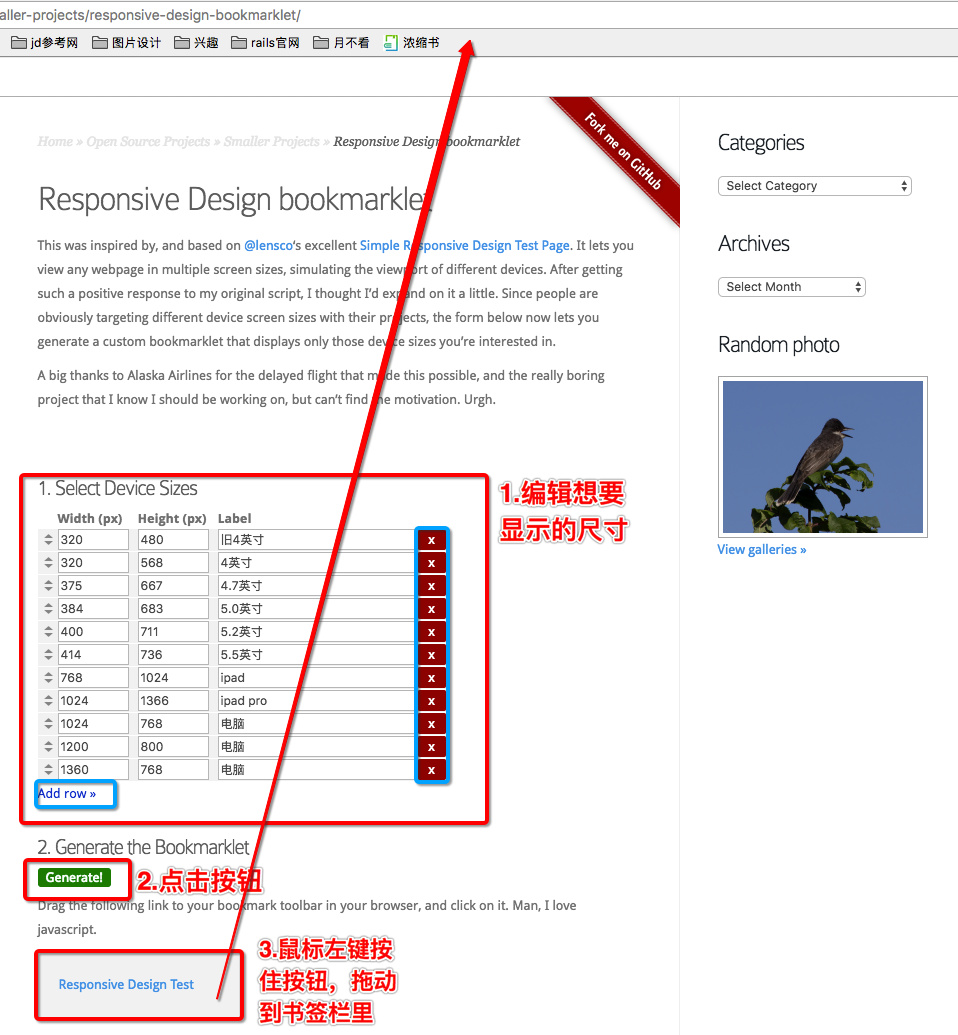 aller-projects/responsive-design-bookmarklet/
jd参考网 图片设计 兴趣 rails官网 月不看 浓缩书
Home » Open Source Projects » Smaller Projects » Responsive Design bookmarklet
Fork me on GitHub
Responsive Design bookmarklet
This was inspired by, and based on @lensco's excellent Simple Responsive Design Test Page. It lets you
view any webpage in multiple screen sizes, simulating the viewport of different devices. After getting
such a positive response to my original script, I thought I'd expand on it a little. Since people are
obviously targeting different device screen sizes with their projects, the form below now lets you
generate a custom bookmarklet that displays only those device sizes you're interested in.
A big thanks to Alaska Airlines for the delayed flight that made this possible, and the really boring
project that I know I should be working on, but can't find the motivation. Urgh.
1. Select Device Sizes
Width (px) Height (px) Label
320 480 旧4英寸 x
320 568 4英寸 x
375 667 4.7英寸 x
384 683 5.0英寸 x
400 711 5.2英寸 x
414 736 5.5英寸 x
768 1024 ipad x
1024 1366 ipad pro x
1024 768 电脑 x
1200 800 电脑 x
1360 768 电脑 x
Add row »
1.编辑想要
显示的尺寸
2. Generate the Bookmarklet
Generate!
2.点击按钮
Drag the following link to your bookmark toolbar in your browser, and click on it. Man, I love
javascript.
Responsive Design Test
3.鼠标左键按
住按钮，拖动
到书签栏里
Categories
Select Category
Archives
Select Month
Random photo
View galleries »